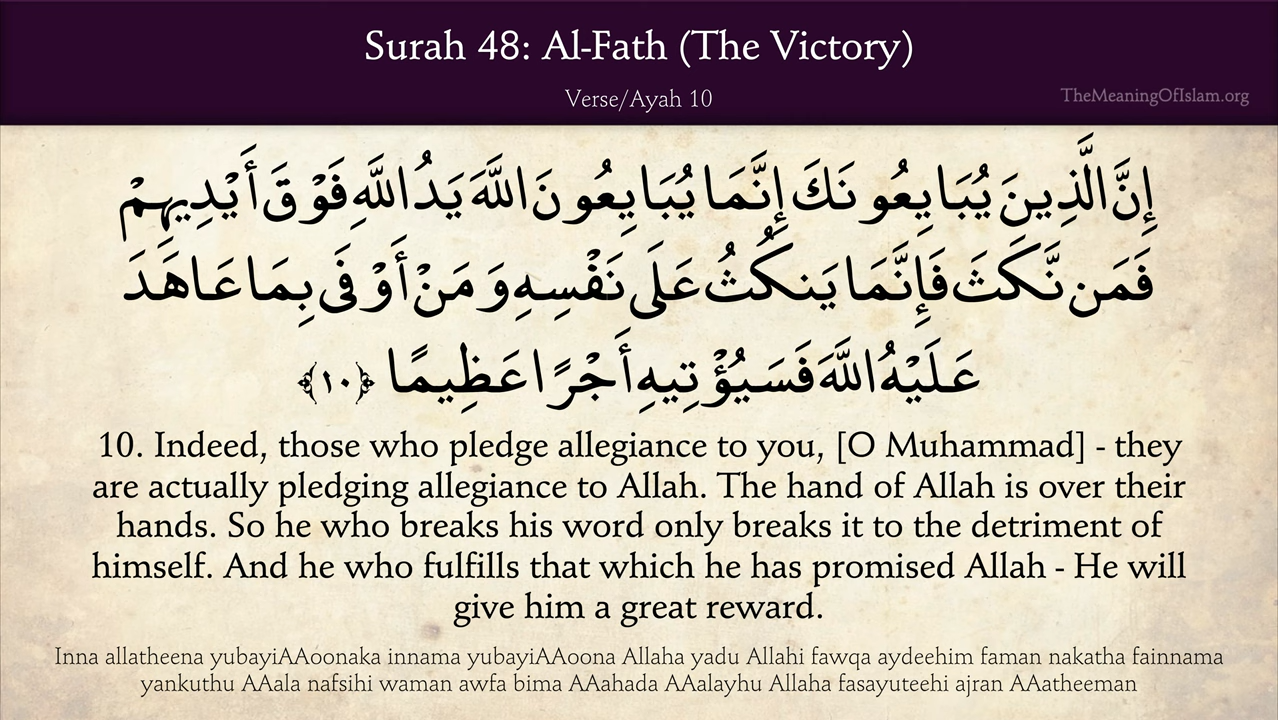 Surah 48: Al-Fath (The Victory)
Verse/Ayah 10
TheMeaningOfIslam.org
إِنَّ الَّذِينَ يُبَايِعُونَكَ إِنَّمَا يُبَايِعُونَ اللَّهَ يَدُ اللَّهِ فَوْقَ أَيْدِيهِمْ
فَمَن نَّكَثَ فَإِنَّمَا يَنكُثُ عَلَى نَفْسِهِ وَمَنْ أَوْفَى بِمَا عَاهَدَ
عَلَيْهُ اللَّهَ فَسَيُؤْتِيهِ أَجْرًا عَظِيمًا ﴿١٠﴾
10. Indeed, those who pledge allegiance to you, [O Muhammad] - they
are actually pledging allegiance to Allah. The hand of Allah is over their
hands. So he who breaks his word only breaks it to the detriment of
himself. And he who fulfills that which he has promised Allah - He will
give him a great reward.
Inna allatheena yubayiAAoonaka innama yubayiAAoona Allaha yadu Allahi fawqa aydeehim faman nakatha fainnama
yankuthu AAala nafsihi waman awfa bima AAahada AAalayhu Allaha fasayuteehi ajran AAatheeman